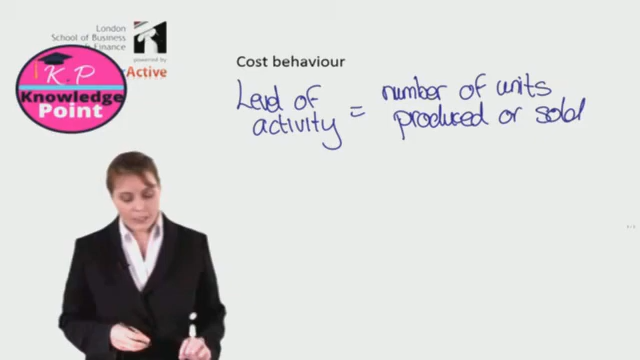 London
School of Business
Finance
powered by
Active
K.P
Knowledge
Point
Cost behaviour
Level of
activity
=
number of units
produced or sold